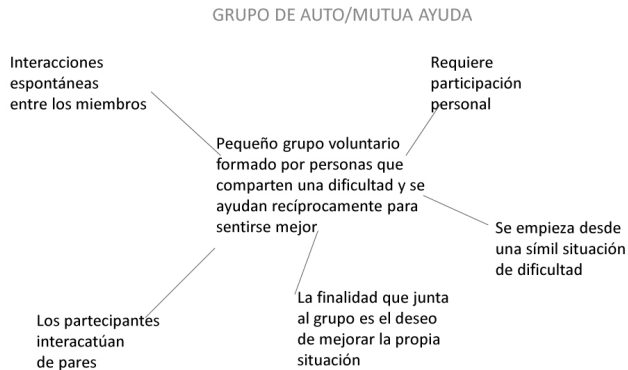 GRUPO DE AUTO/MUTUA AYUDA
Interacciones
espontáneas
entre los miembros
Requiere
participación
personal
Pequeño grupo voluntario
formado por personas que
comparten una dificultad y se
ayudan recíprocamente para
sentirse mejor
Se empieza desde
una símil situación
de dificultad
La finalidad que junta
al grupo es el deseo
de mejorar la propia
situación
Los partecipantes
interacatúan
de pares